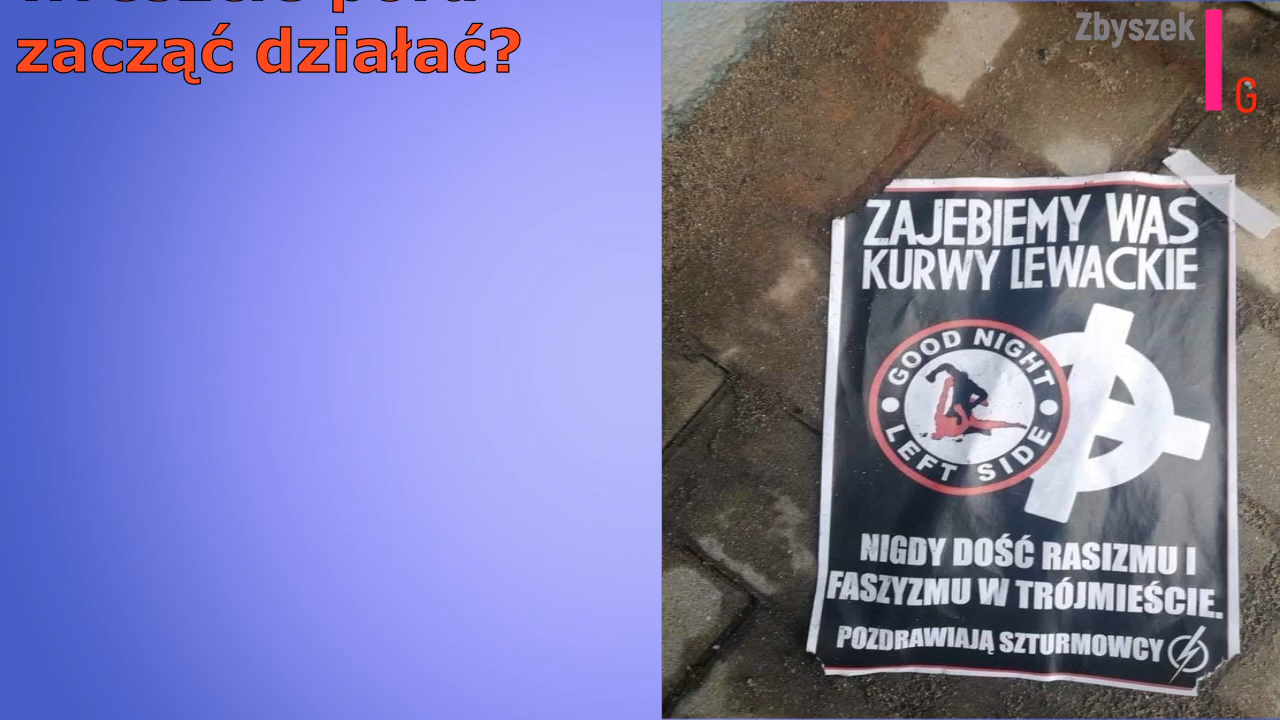 zacząć działać?
Zbyszek
G
ZAJEBIEMY WAS
KURWY LEWACKIE
GOOD NIGHT
LEFT SIDE
NIGDY DOŚĆ RASIZMU I
FASZYZMU W TRÓJMIEŚCIE.
POZDRAWIAJĄ SZTURMOWCY